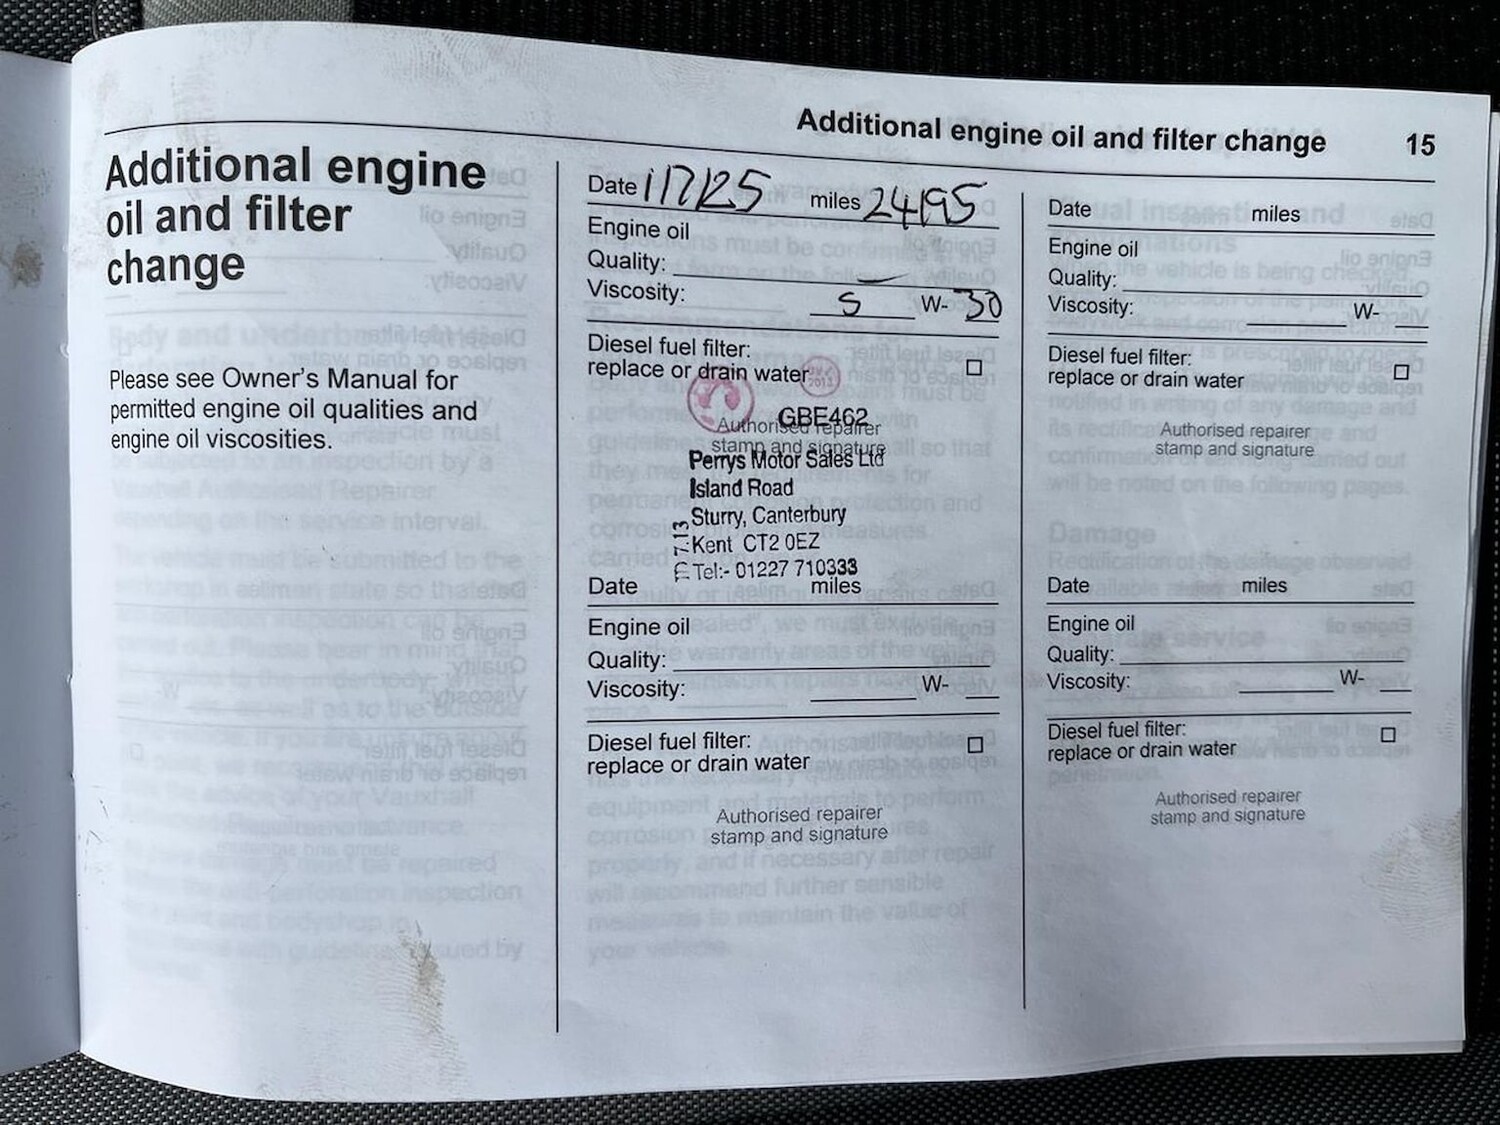 Additional engine oil and filter change 15
Additional engine
oil and filter
change
Please see Owner's Manual for
permitted engine oil qualities and
engine oil viscosities.
Date 1/7/25 miles 24195
Engine oil
Quality:
Viscosity: 5 W- 30
Diesel fuel filter:
replace or drain water
GBF462
Authorised repairer
stamp and signature
Perrys Motor Sales Ltd
Island Road
Sturry, Canterbury
Kent CT2 0EZ
Tel:- 01227 710333
Date miles
Engine oil
Quality:
Viscosity: W-
Diesel fuel filter:
replace or drain water
Authorised repairer
stamp and signature
Date miles
Engine oil
Quality:
Viscosity: W-
Diesel fuel filter:
replace or drain water
Authorised repairer
stamp and signature
Date miles
Engine oil
Quality:
Viscosity: W-
Diesel fuel filter:
replace or drain water
Authorised repairer
stamp and signature